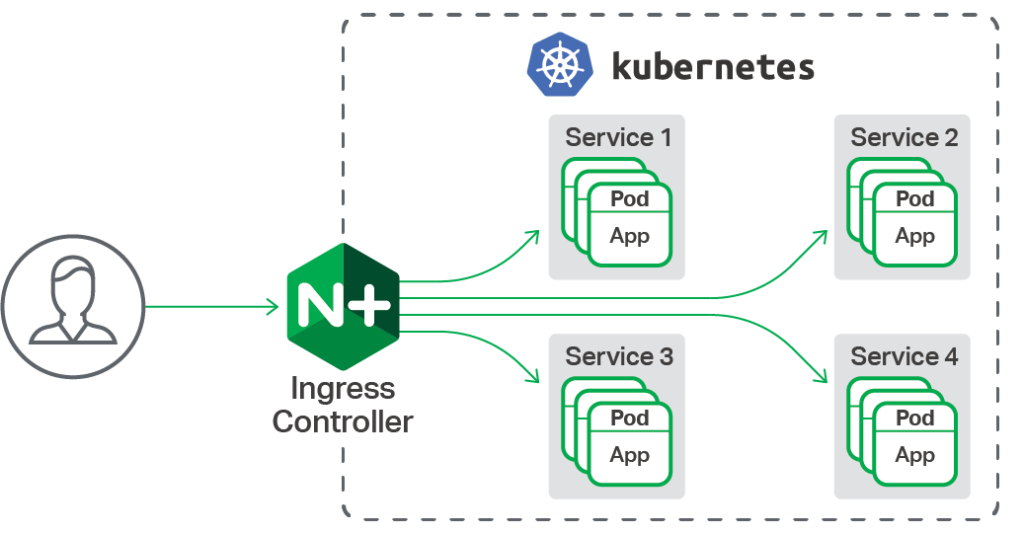 kubernetes
Service 1
Pod
App
Service 2
Pod
App
N+
Ingress
Controller
Service 3
Pod
App
Service 4
Pod
App